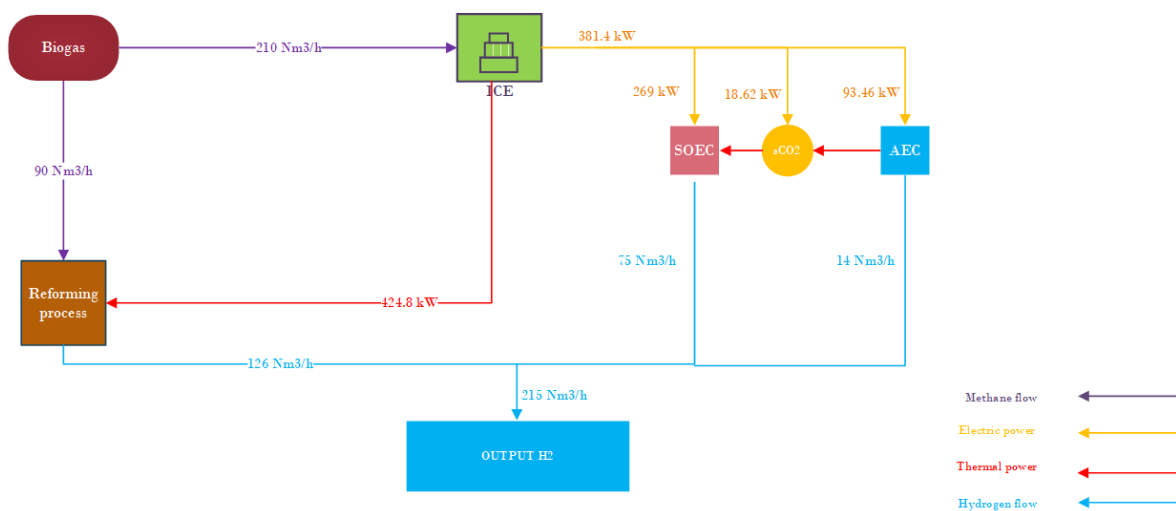 Biogas
210 Nm3/h
ICE
381.4 kW
269 kW
18.62 kW
93.46 kW
SOEC
sCO2
AEC
90 Nm3/h
75 Nm3/h
14 Nm3/h
Reforming
process
424.8 kW
126 Nm3/h
215 Nm3/h
OUTPUT H2
Methane flow
Electric power
Thermal power
Hydrogen flow